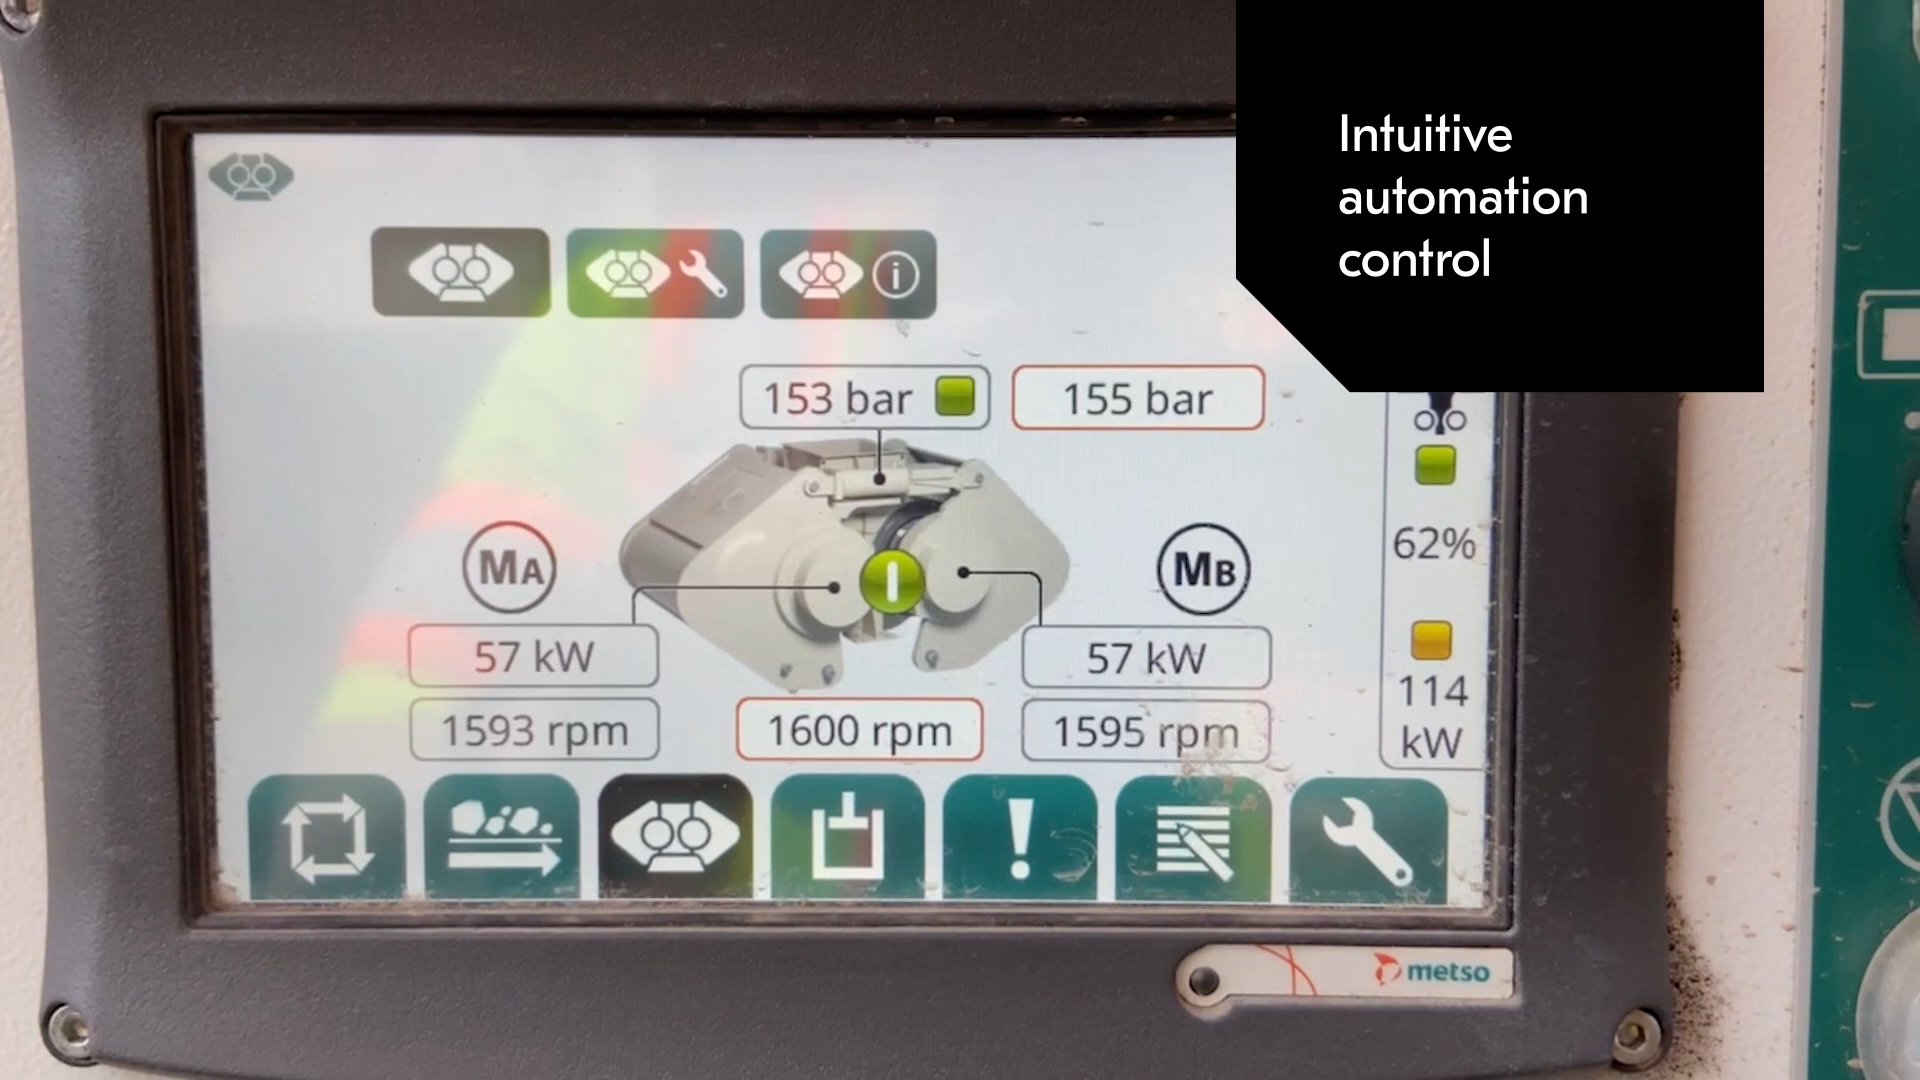 Intuitive
automation
control
153 bar
155 bar
62%
MA
MB
57 kW
57 kW
114
kW
1593 rpm
1600 rpm
1595 rpm
metso